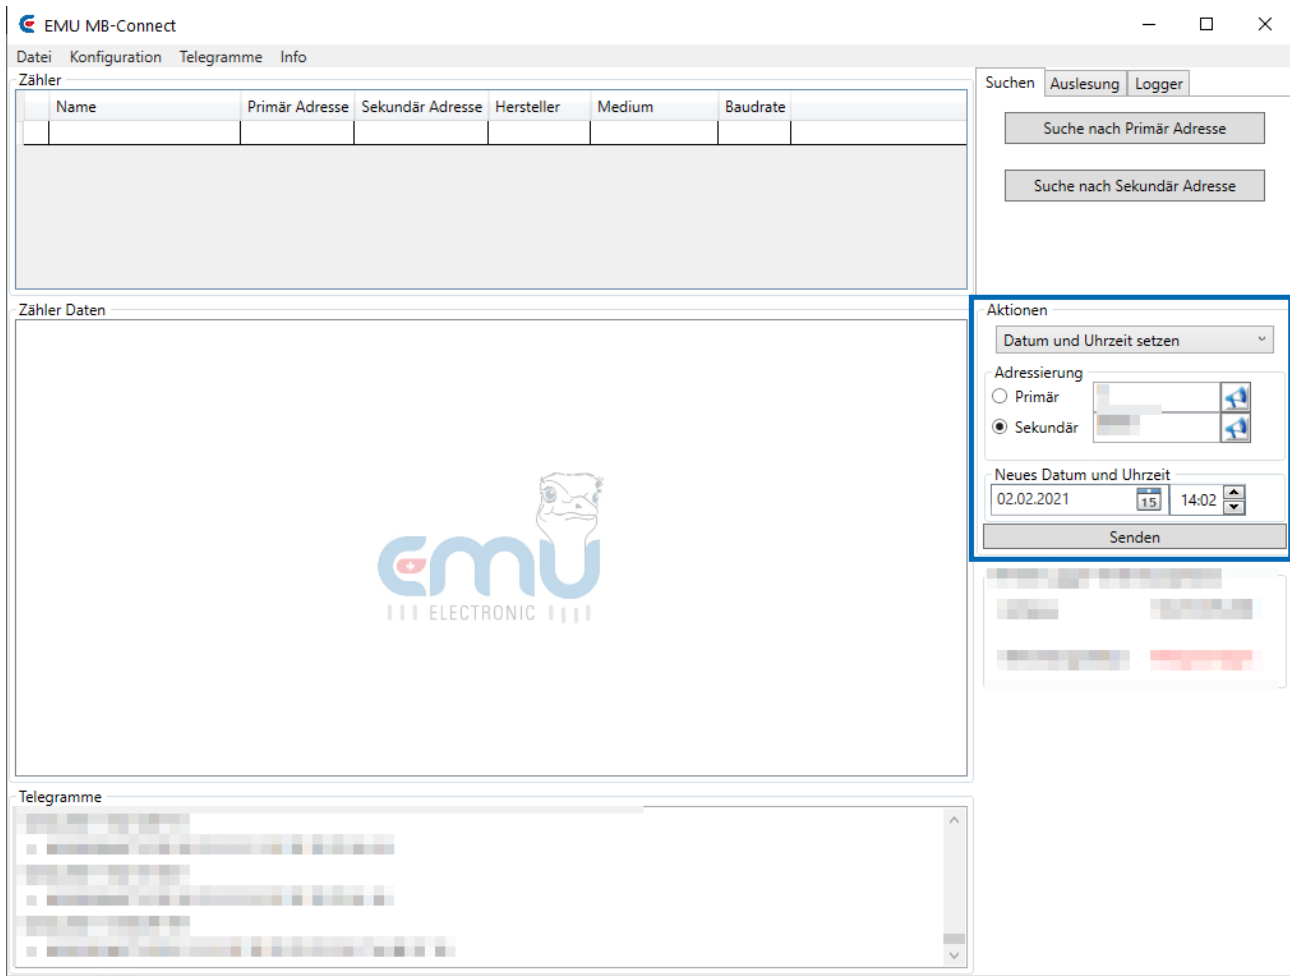 EMU MB-Connect
Datei Konfiguration Telegramme Info
Zähler
Name Primär Adresse Sekundär Adresse Hersteller Medium Baudrate
Suchen Auslesung Logger
Suche nach Primär Adresse
Suche nach Sekundär Adresse
Zähler Daten
emu
ELECTRONIC
Aktionen
Datum und Uhrzeit setzen
Adressierung
Primär
Sekundär
Neues Datum und Uhrzeit
02.02.2021 15 14:02
Senden
Telegramme